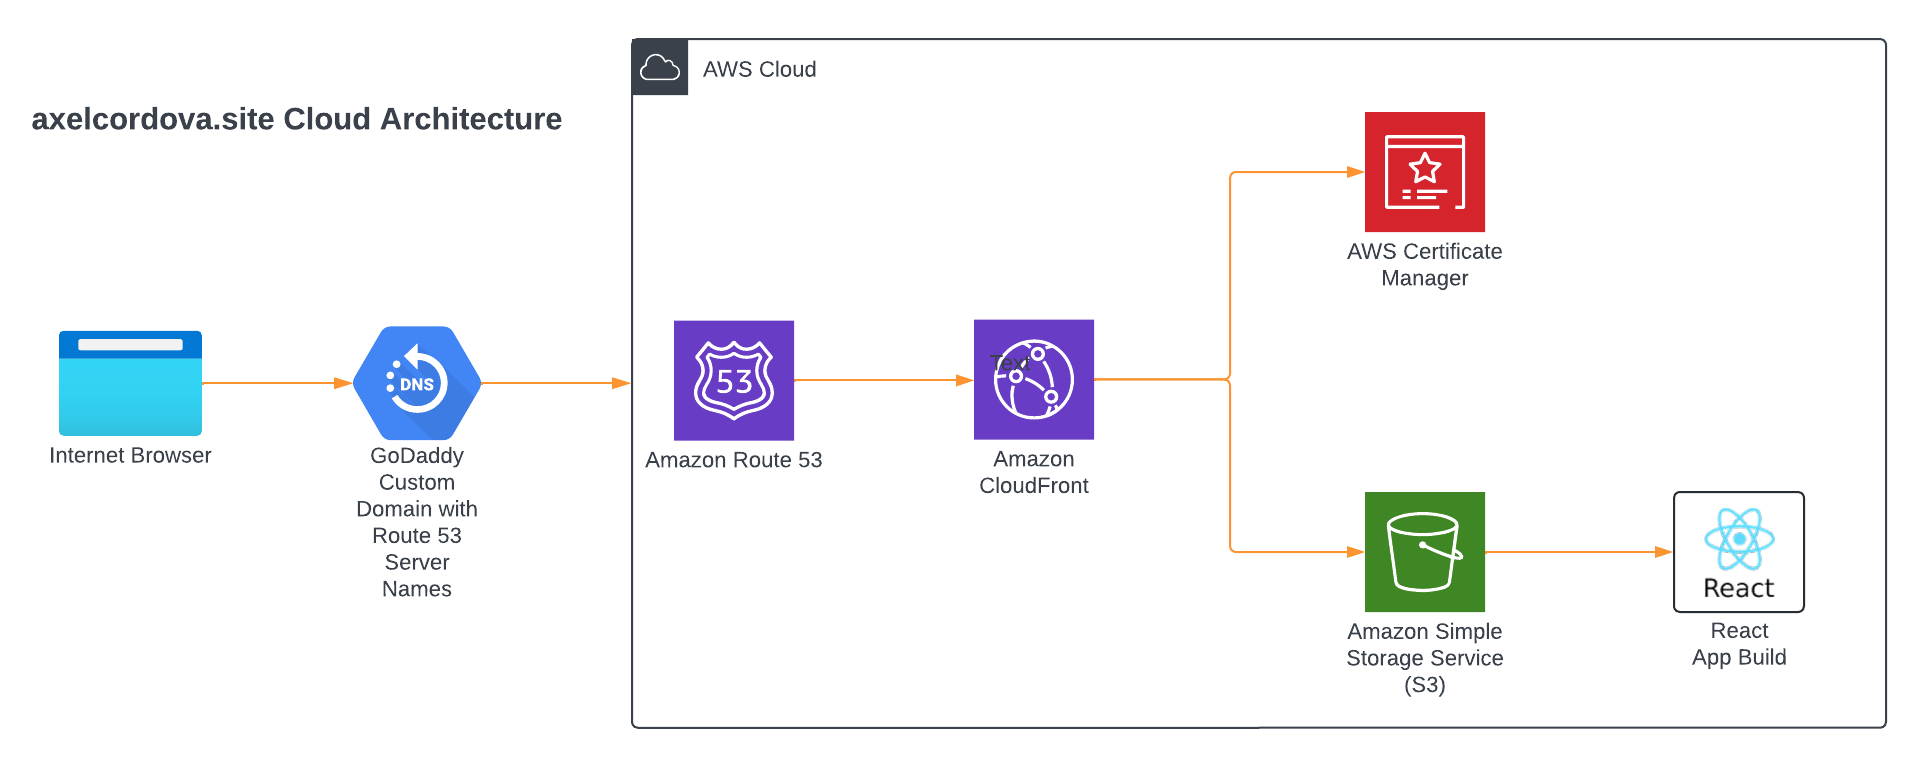 axelcordova.site Cloud Architecture
AWS Cloud
Internet Browser
DNS
GoDaddy
Custom
Domain with
Route 53
Server
Names
53
Amazon Route 53
Text
Amazon
CloudFront
AWS Certificate
Manager
Amazon Simple
Storage Service
(S3)
React
React
App Build